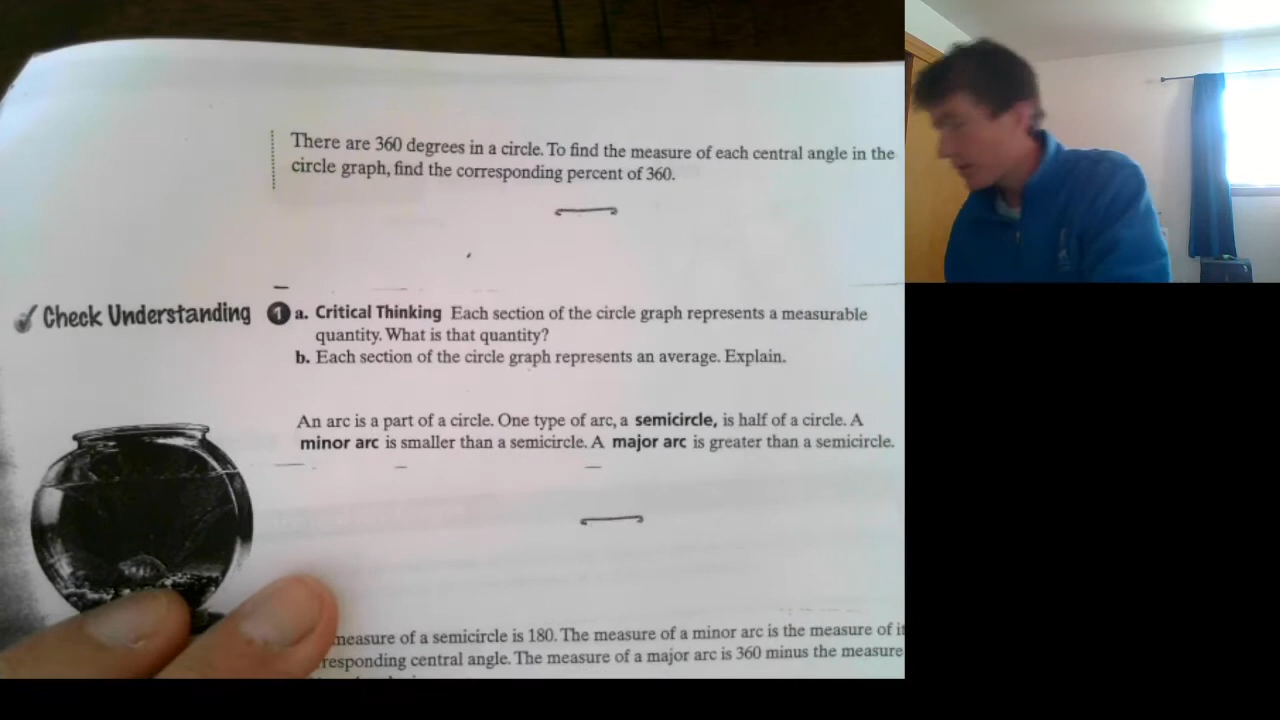 There are 360 degrees in a circle. To find the measure of each central angle in the
circle graph, find the corresponding percent of 360.
Check Understanding
1 a. Critical Thinking Each section of the circle graph represents a measurable
quantity. What is that quantity?
b. Each section of the circle graph represents an average. Explain.
An arc is a part of a circle. One type of arc, a semicircle, is half of a circle. A
minor arc is smaller than a semicircle. A major arc is greater than a semicircle.
measure of a semicircle is 180. The measure of a minor arc is the measure of
responding central angle. The measure of a major arc is 360 minus the measure